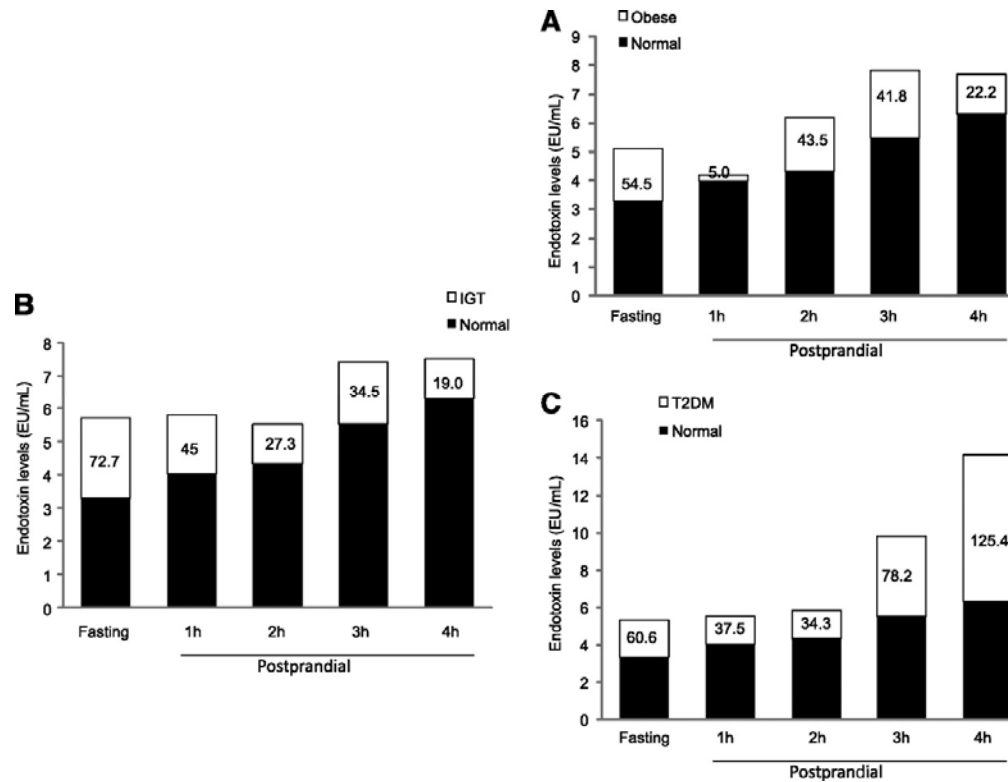 A
Obese
Normal
Endotoxin levels (EU/mL)
9
8
7
6
5
4
3
2
1
0
54.5
5.0
43.5
41.8
22.2
Fasting 1h 2h 3h 4h
Postprandial
B
IGT
Normal
Endotoxin levels (EU/mL)
8
7
6
5
4
3
2
1
0
72.7
45
27.3
34.5
19.0
Fasting 1h 2h 3h 4h
Postprandial
C
T2DM
Normal
Endotoxin levels (EU/mL)
16
14
12
10
8
6
4
2
0
60.6
37.5
34.3
78.2
125.4
Fasting 1h 2h 3h 4h
Postprandial